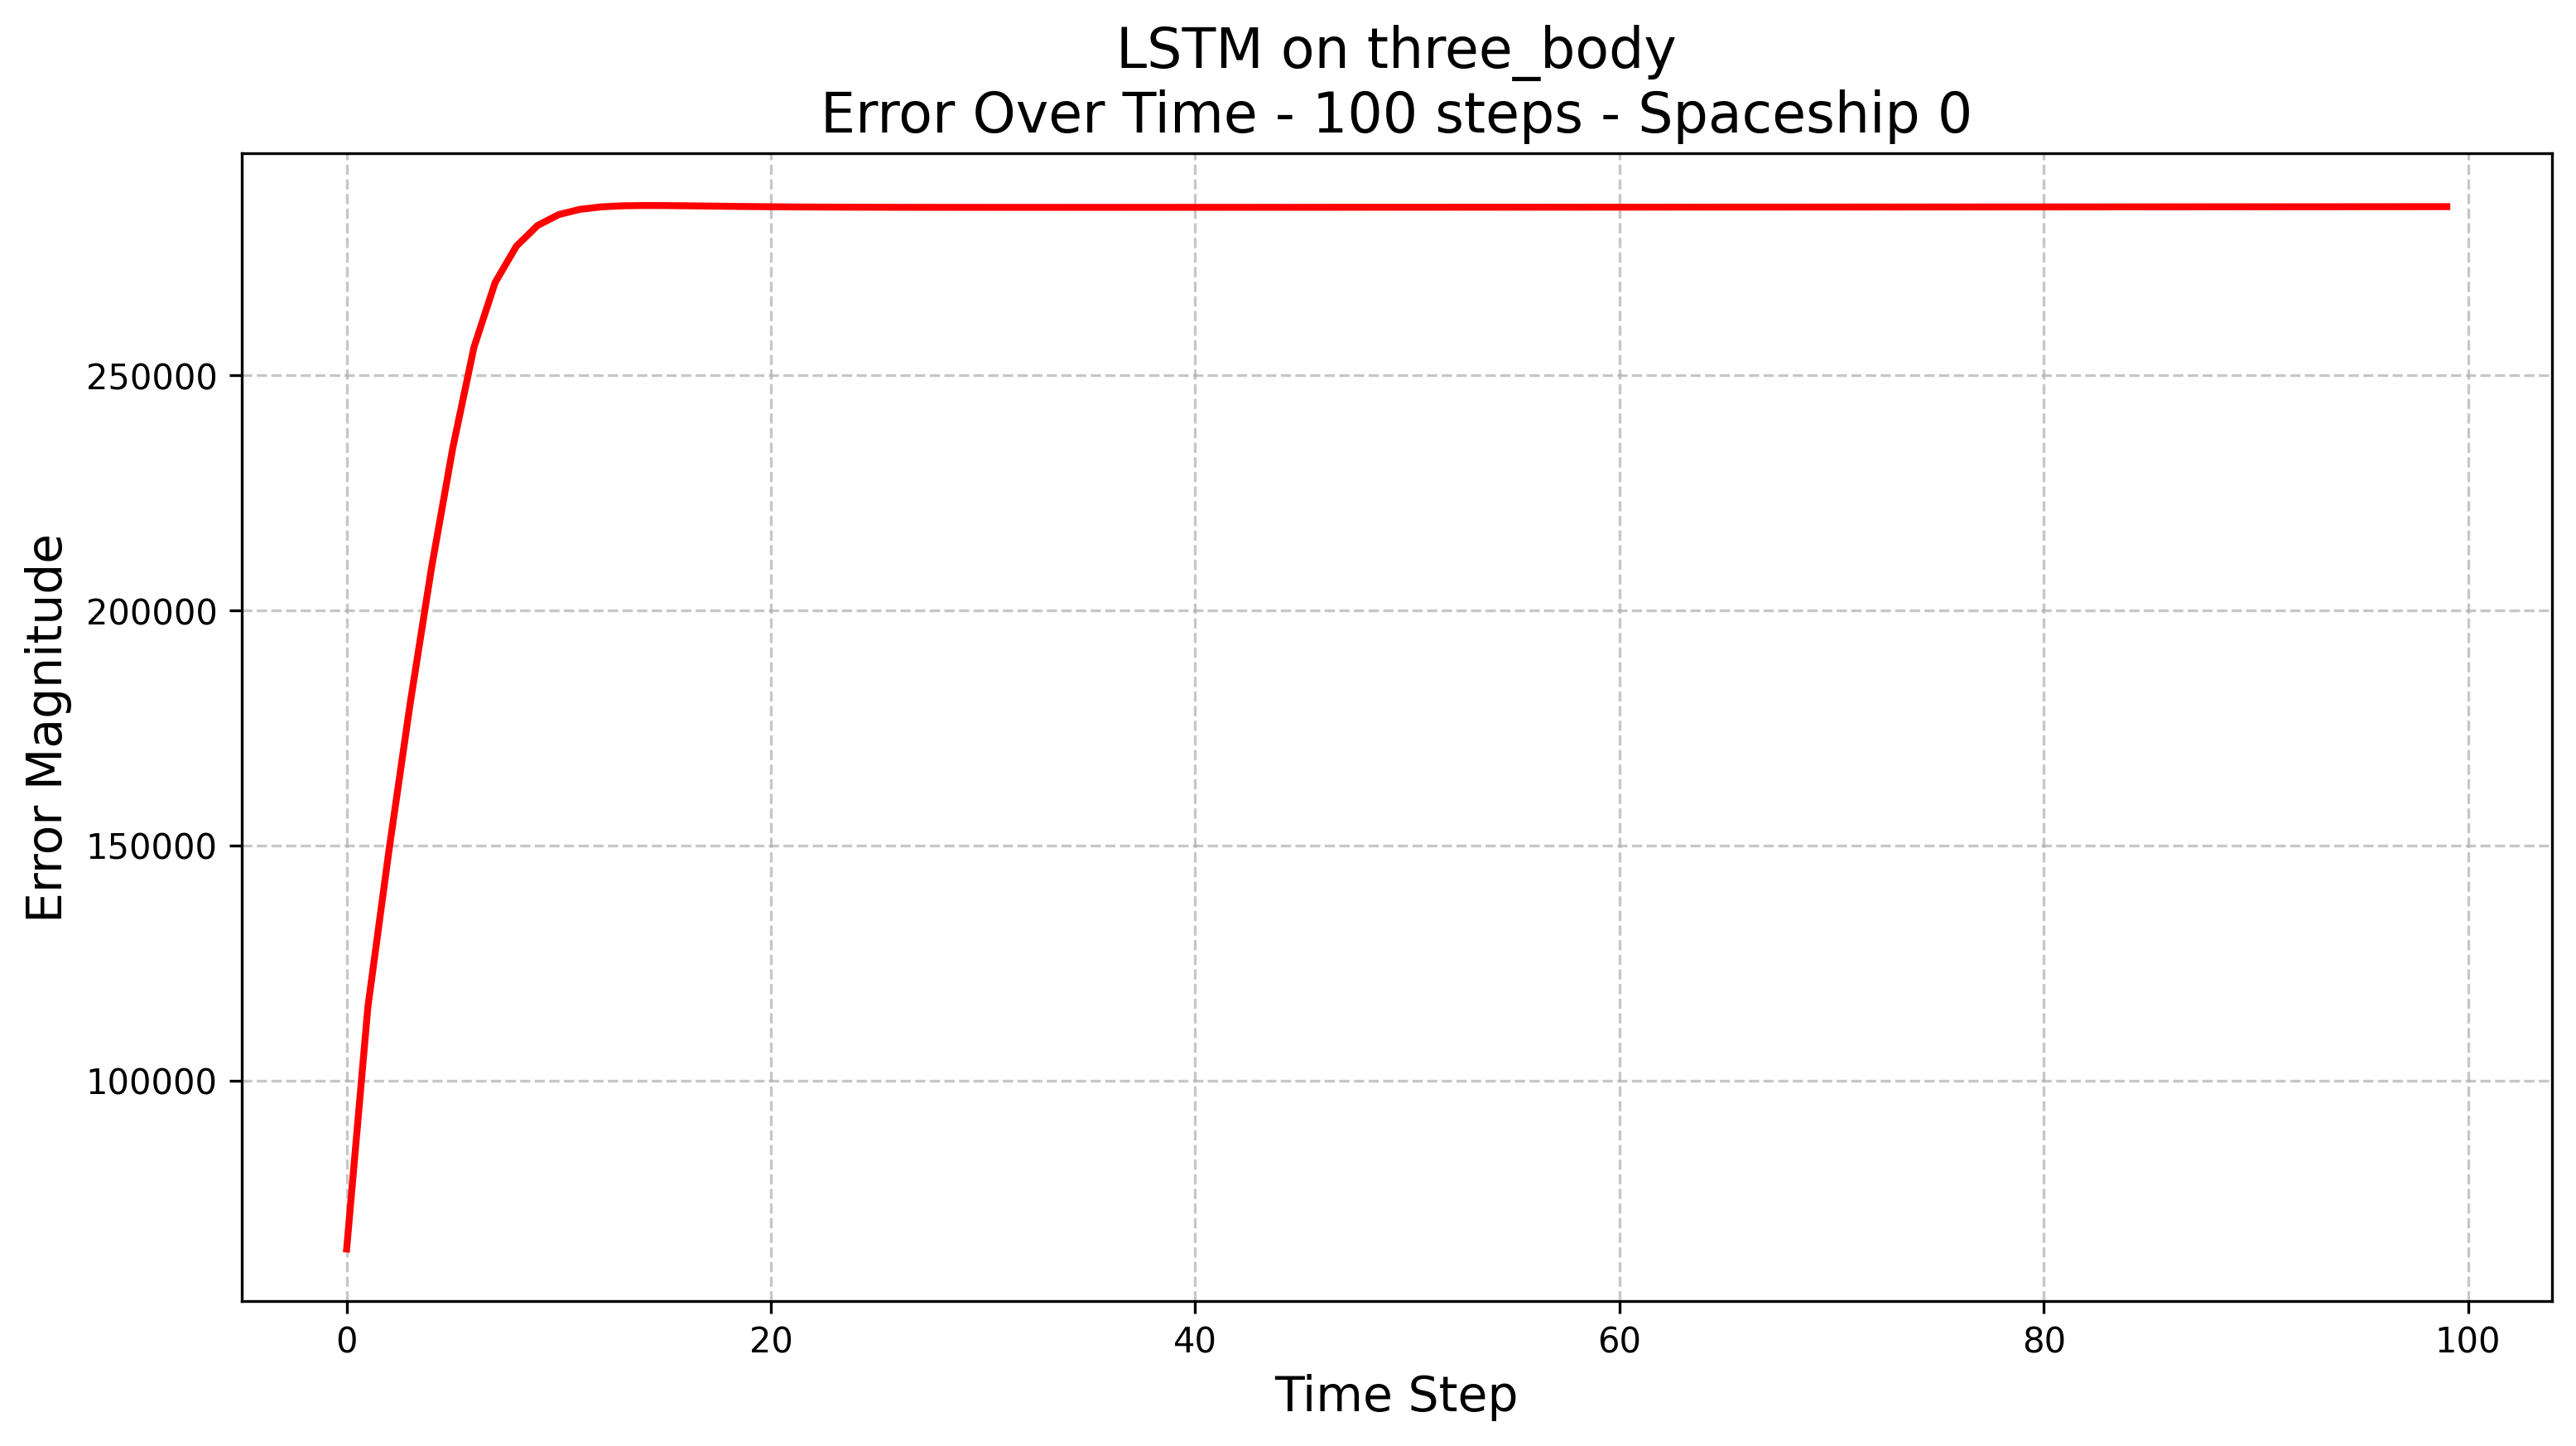 LSTM on three_body
Error Over Time - 100 steps - Spaceship 0
Error Magnitude
250000
200000
150000
100000
0
20
40
60
80
100
Time Step